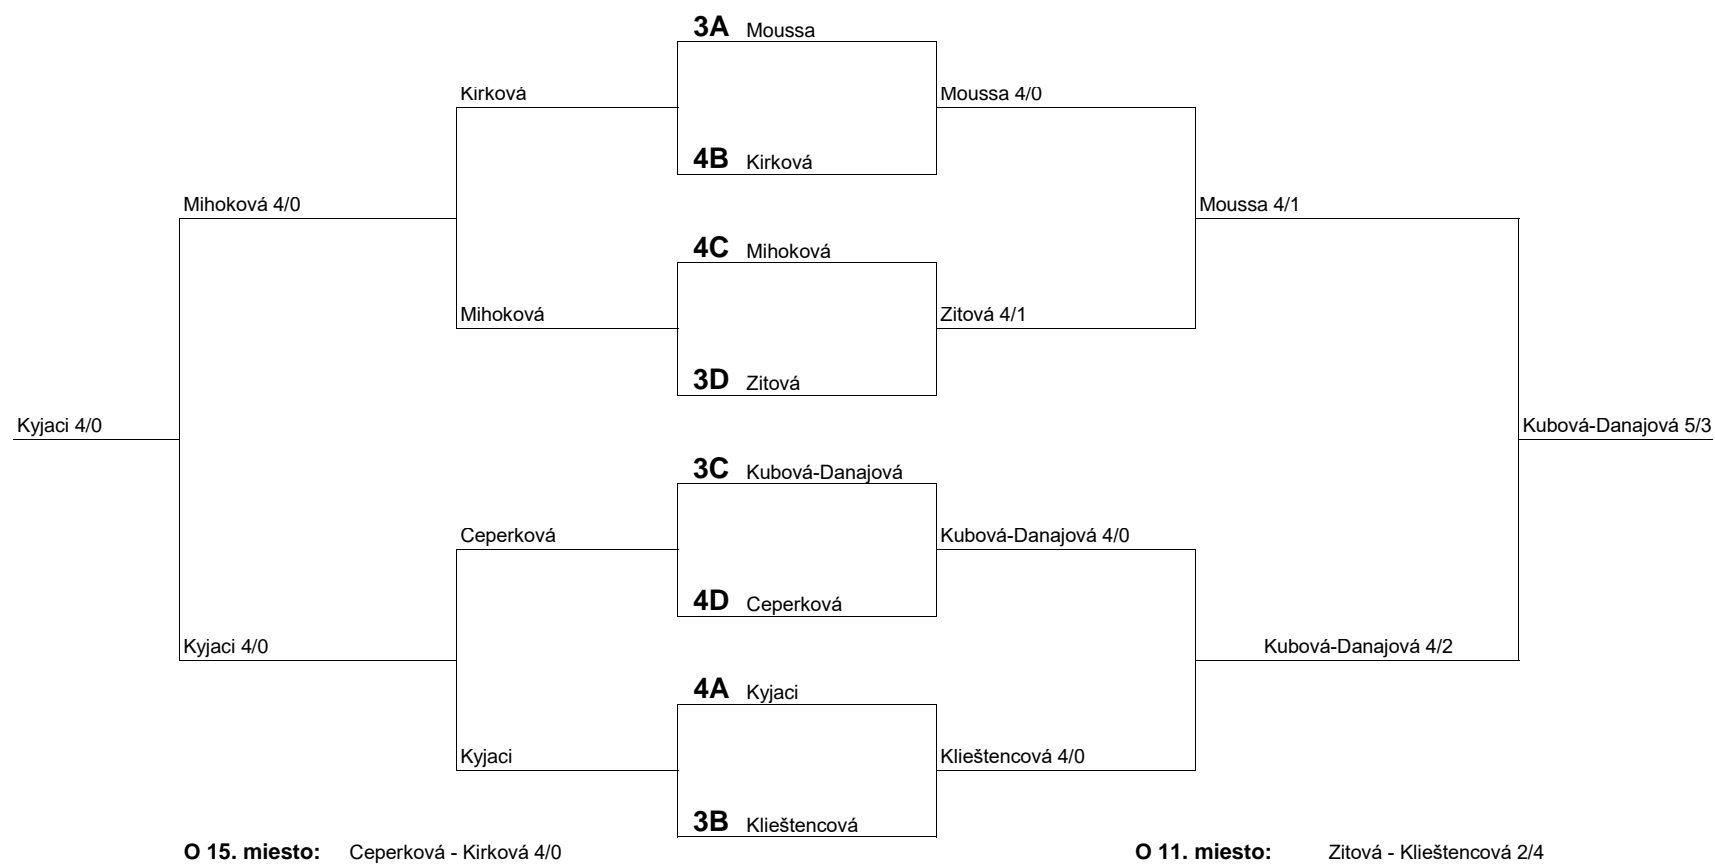 3A Moussa
Kirková
Moussa 4/0
4B Kirková
Mihoková 4/0
Moussa 4/1
4C Mihoková
Mihoková
Zitová 4/1
3D Zitová
Kyjaci 4/0
Kubová-Danajová 5/3
3C Kubová-Danajová
Ceperková
Kubová-Danajová 4/0
4D Ceperková
Kyjaci 4/0
Kubová-Danajová 4/2
4A Kyjaci
Kyjaci
Klieštencová 4/0
3B Klieštencová
O 15. miesto: Ceperková - Kirková 4/0
O 11. miesto: Zitová - Klieštencová 2/4